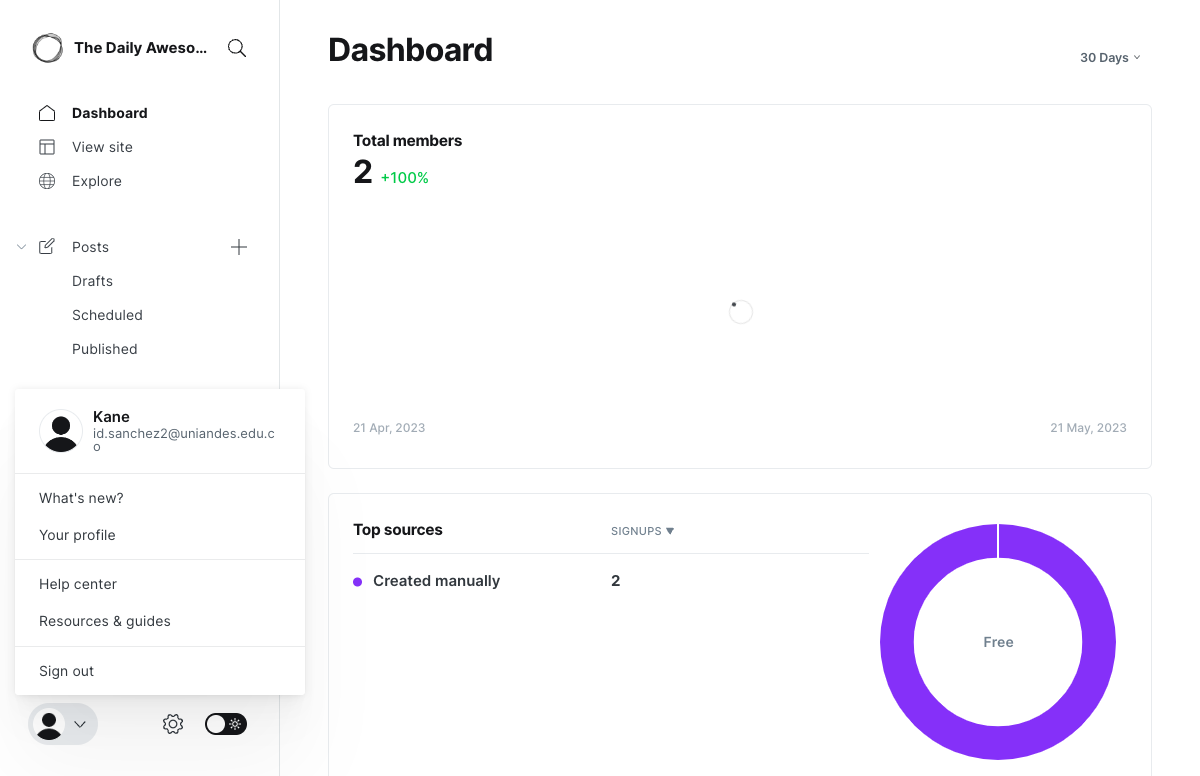 The Daily Aweso...
Dashboard
View site
Explore
Posts
Drafts
Scheduled
Published
Kane
id.sanchez2@uniandes.edu.c
o
What's new?
Your profile
Help center
Resources & guides
Sign out
Dashboard
30 Days
Total members
2 +100%
21 Apr, 2023
21 May, 2023
Top sources
SIGNUPS ▼
Created manually
2
Free